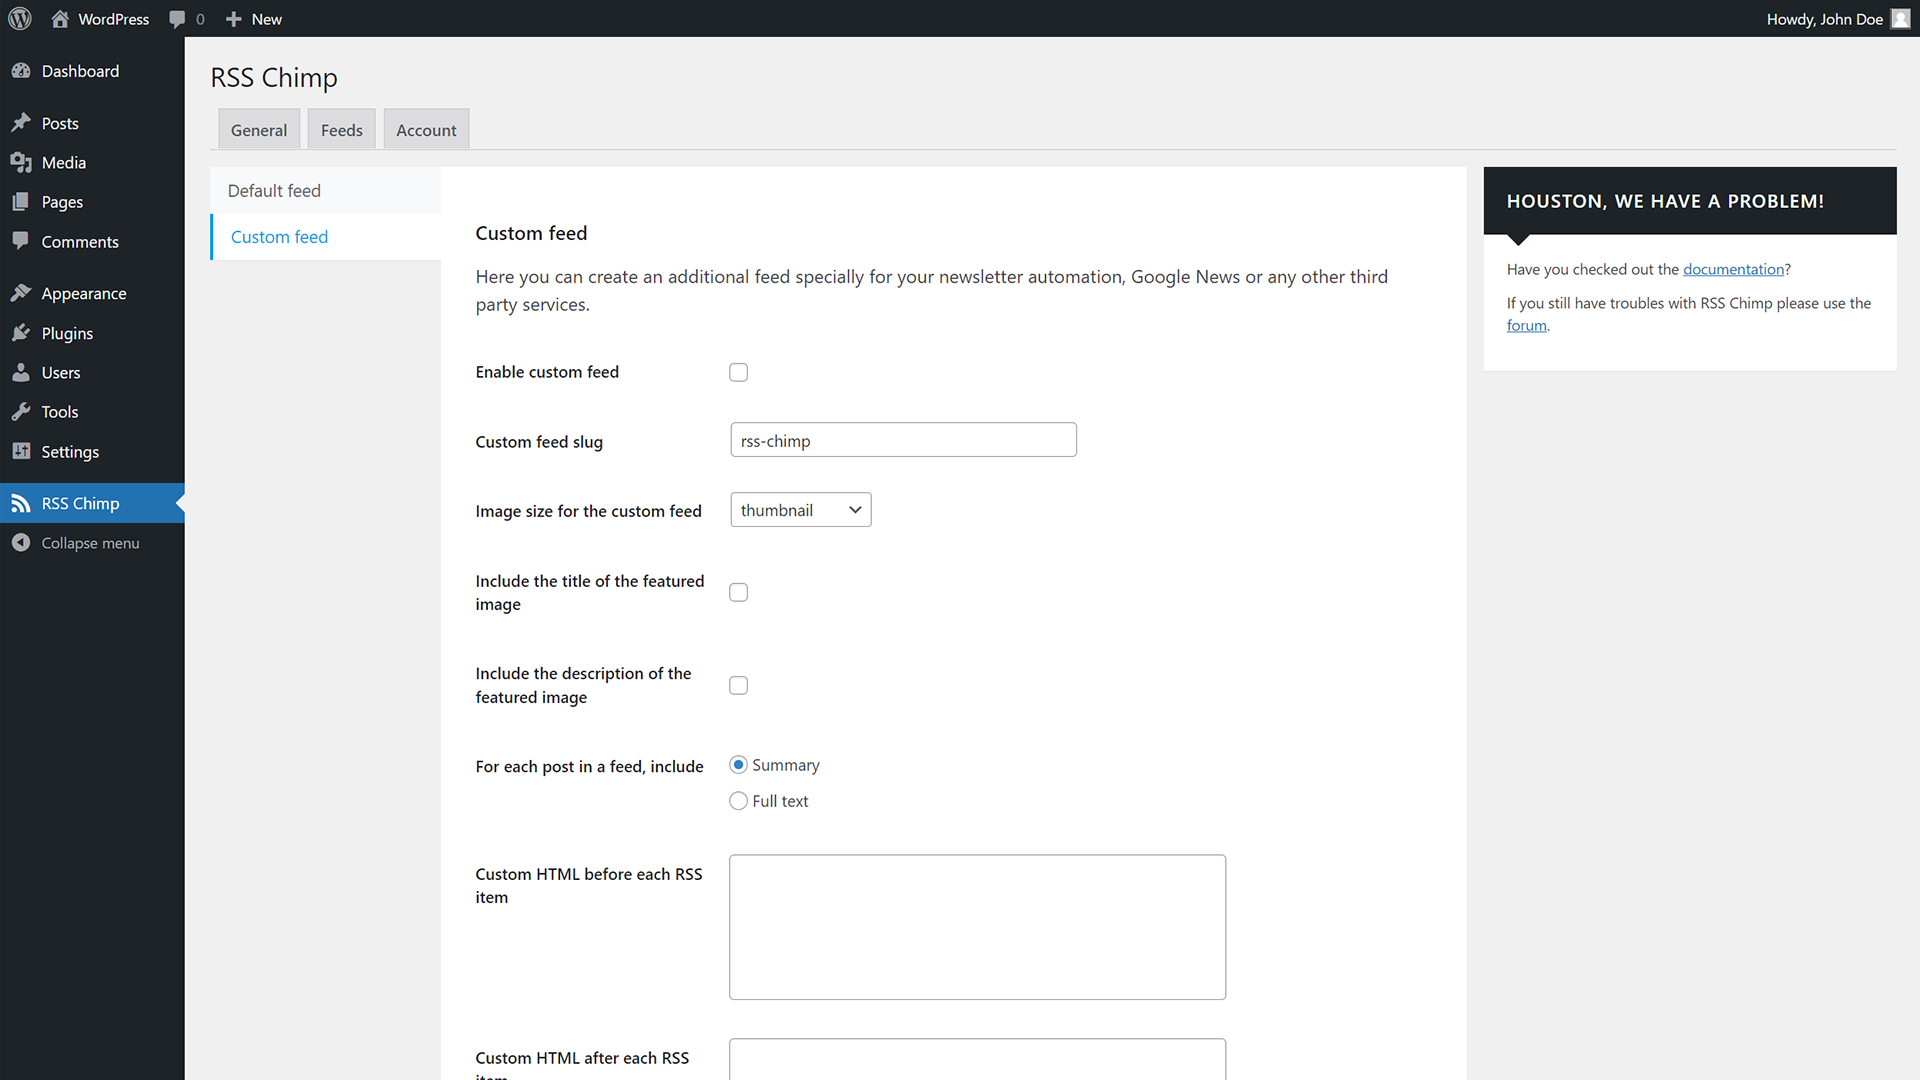 WordPress 0 New Howdy, John Doe
Dashboard
Posts
Media
Pages
Comments
Appearance
Plugins
Users
Tools
Settings
RSS Chimp
Collapse menu
RSS Chimp
General Feeds Account
Default feed
Custom feed
Custom feed
Here you can create an additional feed specially for your newsletter automation, Google News or any other third
party services.
Enable custom feed
Custom feed slug rss-chimp
Image size for the custom feed thumbnail
Include the title of the featured
image
Include the description of the
featured image
For each post in a feed, include Summary
Full text
Custom HTML before each RSS
item
Custom HTML after each RSS
item
HOUSTON, WE HAVE A PROBLEM!
Have you checked out the documentation?
If you still have troubles with RSS Chimp please use the
forum.